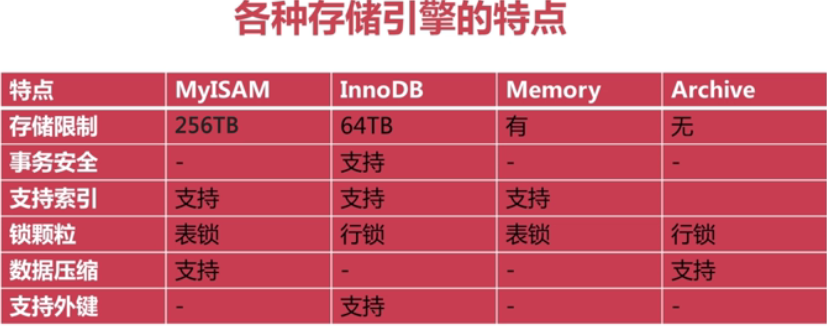 各种存储引擎的特点
特点 MyISAM InnoDB Memory Archive
存储限制 256TB 64TB 有 无
事务安全 - 支持 - -
支持索引 支持 支持 支持
锁颗粒 表锁 行锁 表锁 行锁
数据压缩 支持 - - 支持
支持外键 - 支持 - -